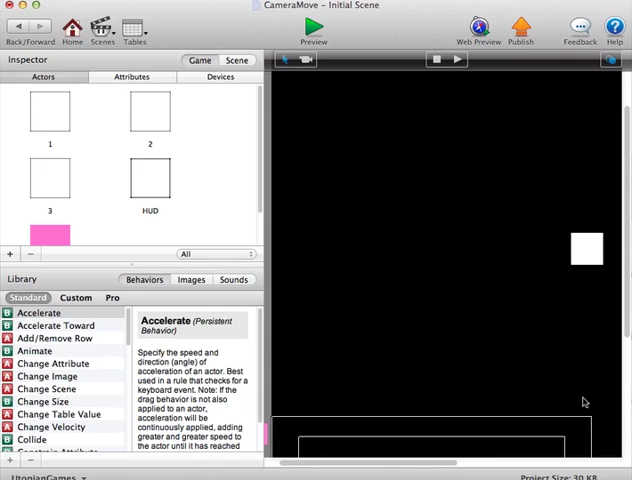 CameraMove – Initial Scene
Back/Forward Home Scenes Tables Preview Web Preview Publish Feedback Help
Inspector Game Scene
Actors Attributes Devices
1 2
3 HUD
+ − All
Library Behaviors Images Sounds
Standard Custom Pro
B Accelerate
B Accelerate Toward
A Add/Remove Row
B Animate
A Change Attribute
A Change Image
A Change Scene
B Change Size
A Change Table Value
A Change Velocity
B Collide
Constrain Attribute
Accelerate (Persistent
Behavior)
Specify the speed and
direction (angle) of
acceleration of an actor. Best
used in a rule that checks for a
keyboard event. Note: If the
drag behavior is not also
applied to an actor,
acceleration will be
continuously applied, adding
greater and greater speed to
the actor until it has reached
+ −
UtopianGames Project Size: 30 KB